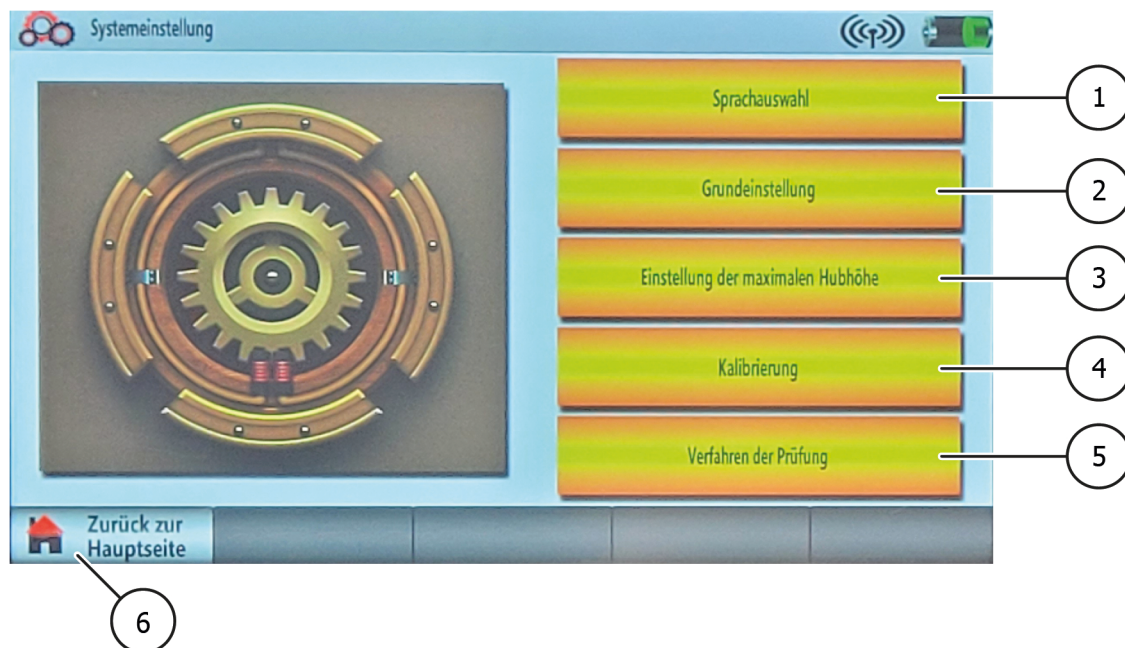 Systemeinstellung
Sprachauswahl
1
Grundeinstellung
2
Einstellung der maximalen Hubhöhe
3
Kalibrierung
4
Verfahren der Prüfung
5
Zurück zur
Hauptseite
6